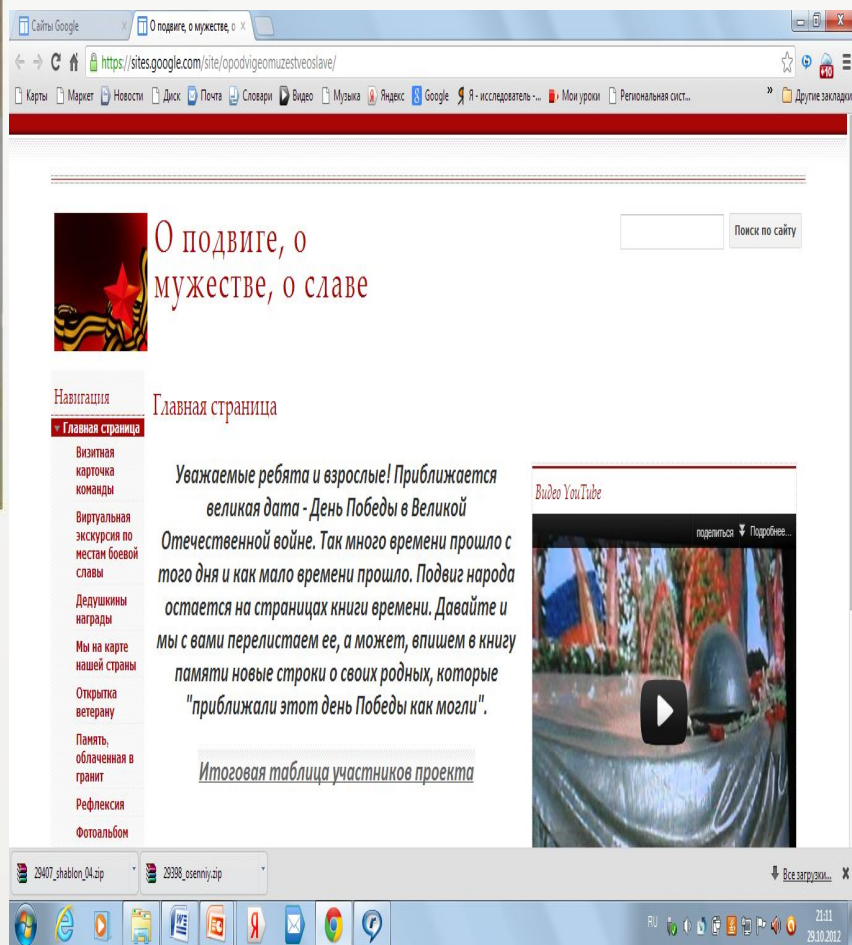 Сайты Google
О подвиге, о мужестве, о
https://sites.google.com/site/opodvigeomuzestveoslave/
+10
Карты Маркет Новости Диск Почта Словари Видео Музыка Яндекс Google Я - исследователь -... Мои уроки Региональная сист... » Другие закладки
О подвиге, о
мужестве, о славе
Поиск по сайту
Навигация
Главная страница
Визитная
карточка
команды
Виртуальная
экскурсия по
местам боевой
славы
Дедушкины
награды
Мы на карте
нашей страны
Открытка
ветерану
Память,
облаченная в
гранит
Рефлексия
Фотоальбом
Главная страница
Уважаемые ребята и взрослые! Приближается
великая дата - День Победы в Великой
Отечественной войне. Так много времени прошло с
того дня и как мало времени прошло. Подвиг народа
остается на страницах книги времени. Давайте и
мы с вами перелистаем ее, а может, впишем в книгу
памяти новые строки о своих родных, которые
"приближали этот день Победы как могли".
Итоговая таблица участников проекта
Видео YouTube
поделиться Подробнее...
29407_shablon_04.zip
29398_osenniy.zip
Все загрузки...
RU
21:11
29.10.2012